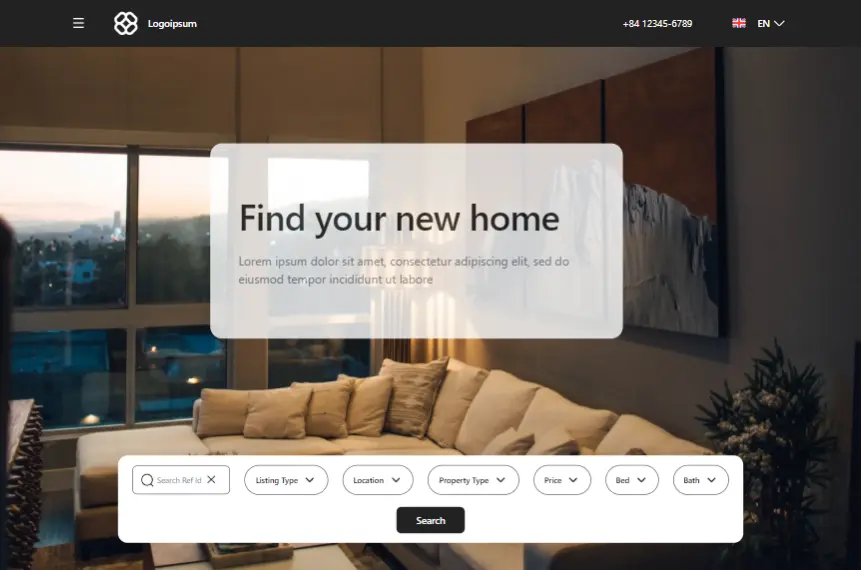 Logoipsum
+84 12345-6789
EN
Find your new home
Lorem ipsum dolor sit amet, consectetur adipiscing elit, sed do
eiusmod tempor incididunt ut labore
Search Ref Id
Listing Type
Location
Property Type
Price
Bed
Bath
Search